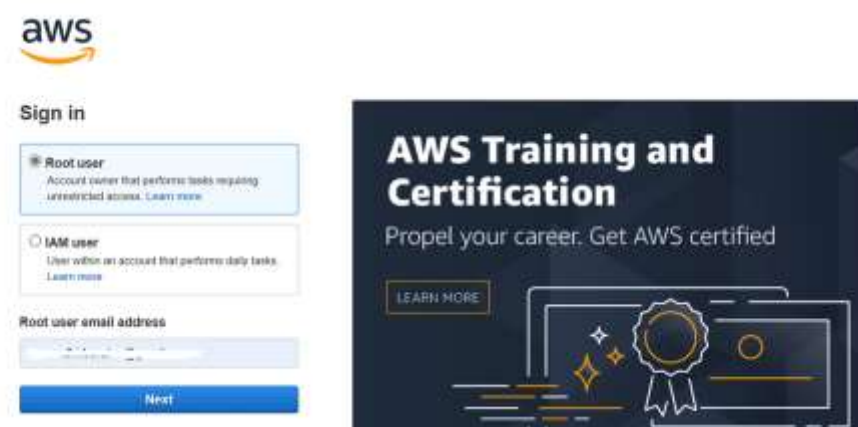 aws
Sign in
Root user
Account owner that performs tasks requiring
unrestricted access. Learn more
IAM user
User within an account that performs daily tasks.
Learn more
Root user email address
Next
AWS Training and
Certification
Propel your career. Get AWS certified
LEARN MORE